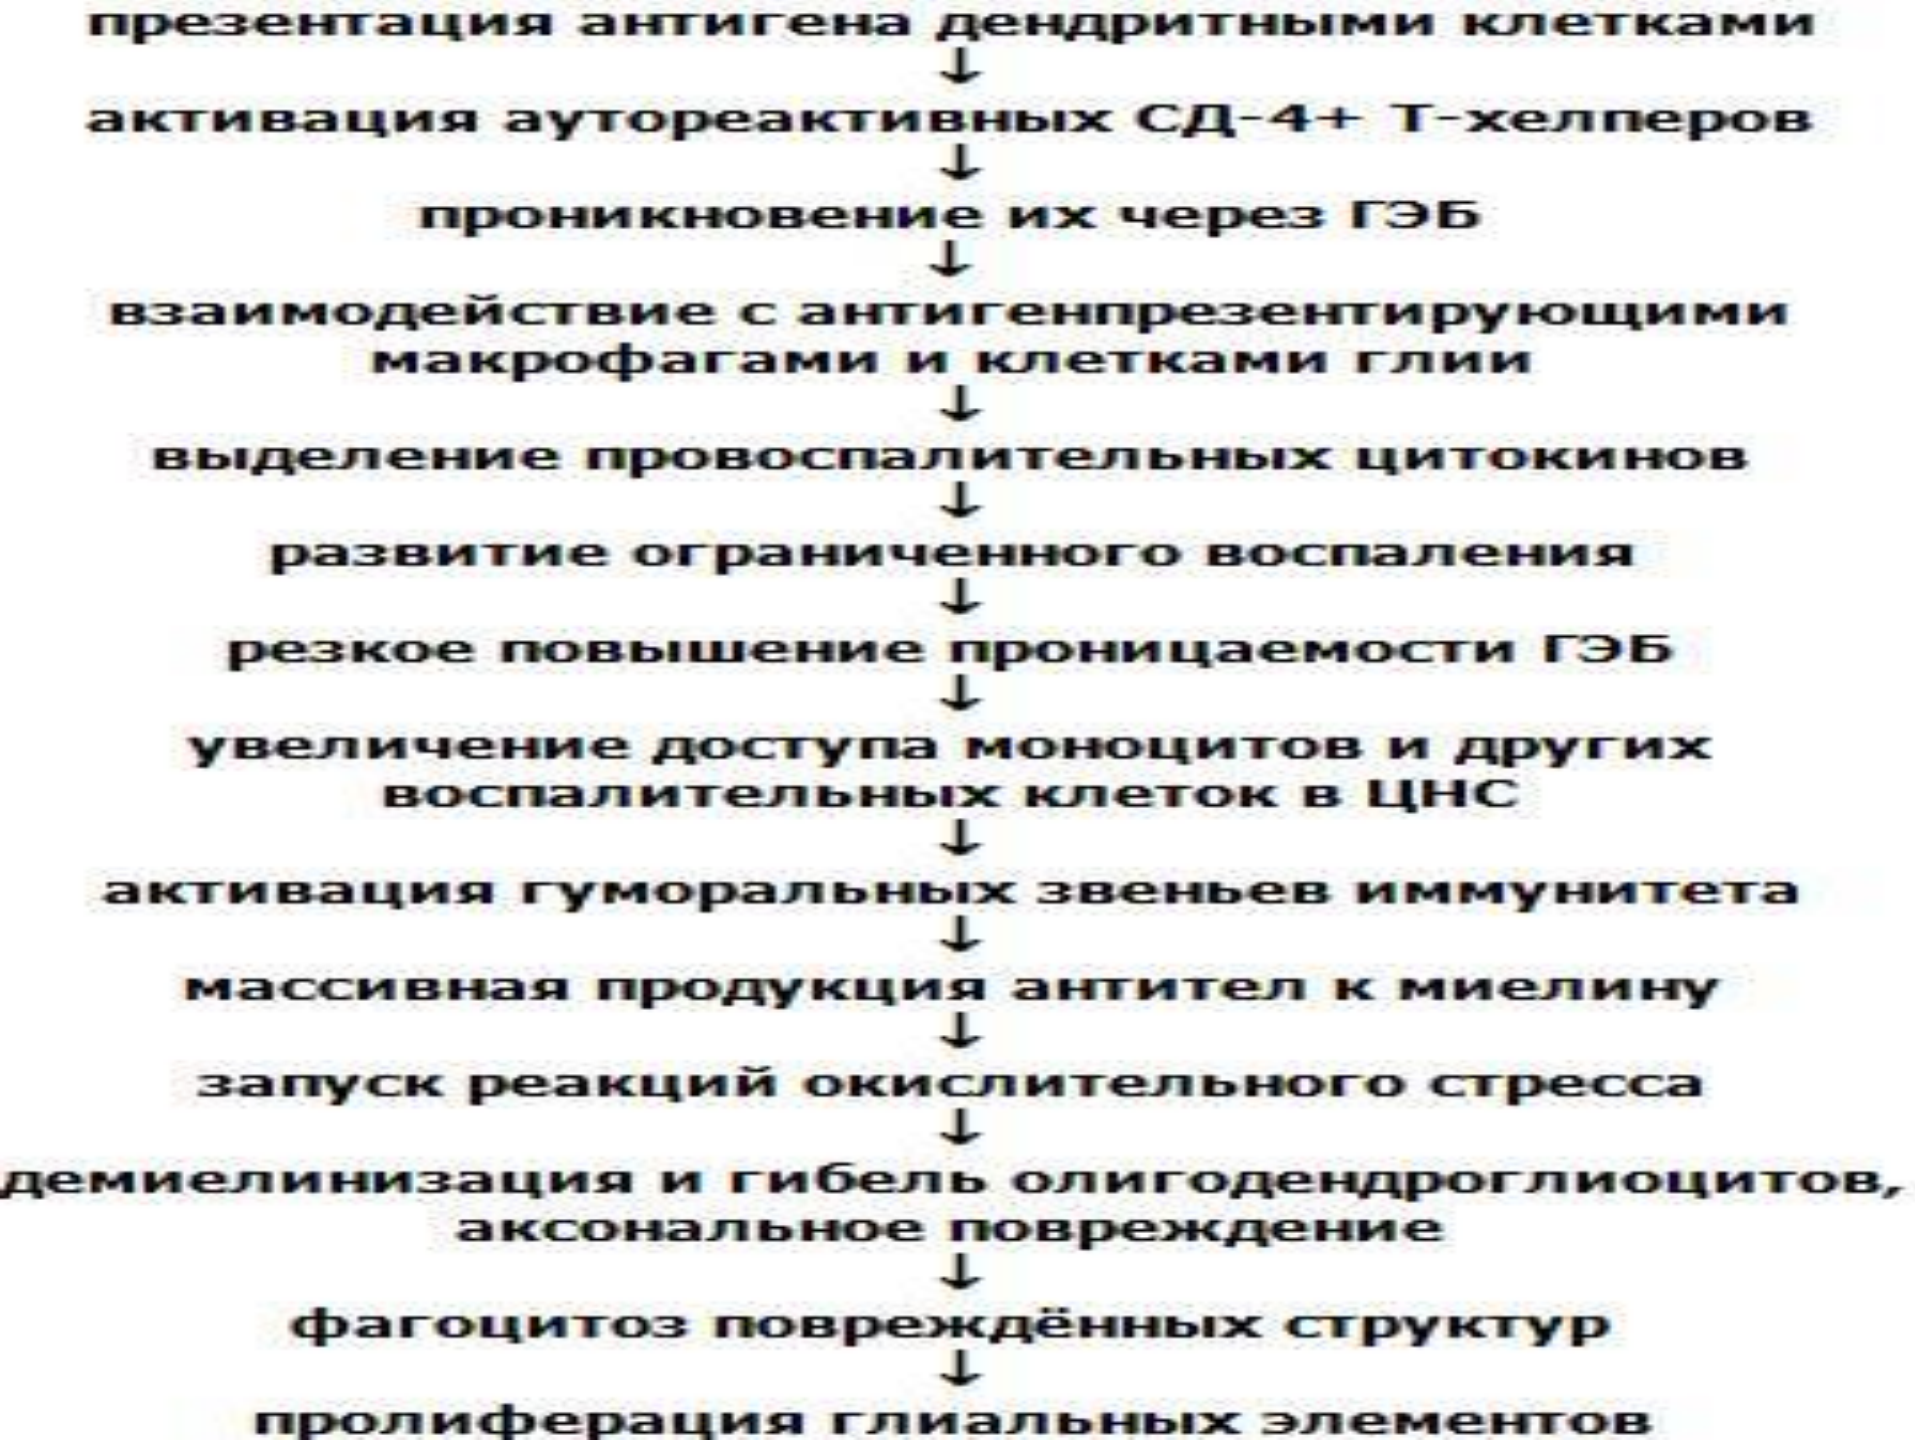 презентация антигена дендритными клетками
↓
активация аутореактивных СД-4+ Т-хелперов
↓
проникновение их через ГЭБ
↓
взаимодействие с антигенпрезентирующими
макрофагами и клетками глии
↓
выделение провоспалительных цитокинов
↓
развитие ограниченного воспаления
↓
резкое повышение проницаемости ГЭБ
↓
увеличение доступа моноцитов и других
воспалительных клеток в ЦНС
↓
активация гуморальных звеньев иммунитета
↓
массивная продукция антител к миелину
↓
запуск реакций окислительного стресса
↓
демиелинизация и гибель олигодендроглиоцитов,
аксональное повреждение
↓
фагоцитоз повреждённых структур
↓
пролиферация глиальных элементов